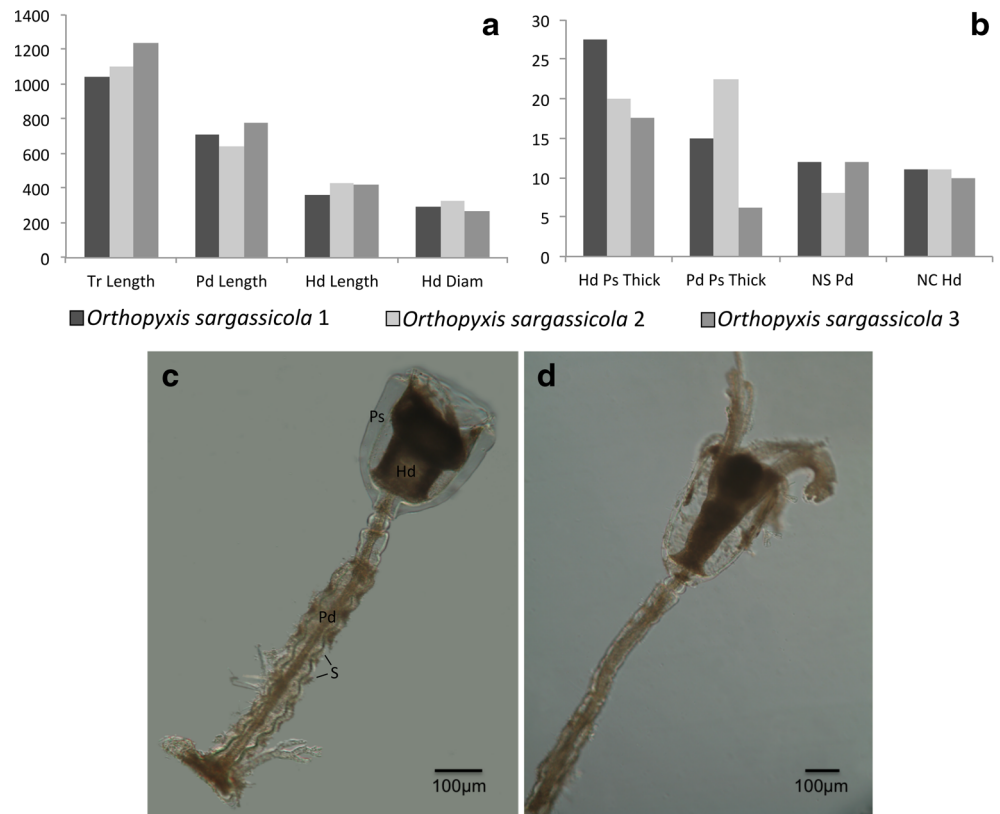 a
1400
1200
1000
800
600
400
200
0
Tr Length Pd Length Hd Length Hd Diam
b
30
25
20
15
10
5
0
Hd Ps Thick Pd Ps Thick NS Pd NC Hd
Orthopyxis sargassicola 1 Orthopyxis sargassicola 2 Orthopyxis sargassicola 3
c
Ps
Hd
Pd
S
100µm
d
100µm